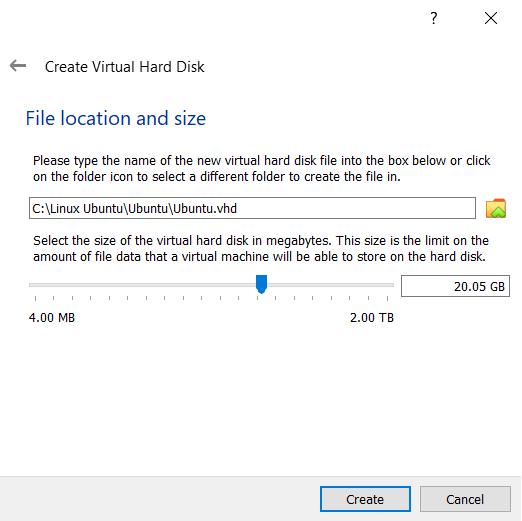 ?
Create Virtual Hard Disk
File location and size
Please type the name of the new virtual hard disk file into the box below or click
on the folder icon to select a different folder to create the file in.
C:\Linux Ubuntu\Ubuntu\Ubuntu.vhd
Select the size of the virtual hard disk in megabytes. This size is the limit on the
amount of file data that a virtual machine will be able to store on the hard disk.
20.05 GB
4.00 MB 2.00 TB
Create Cancel